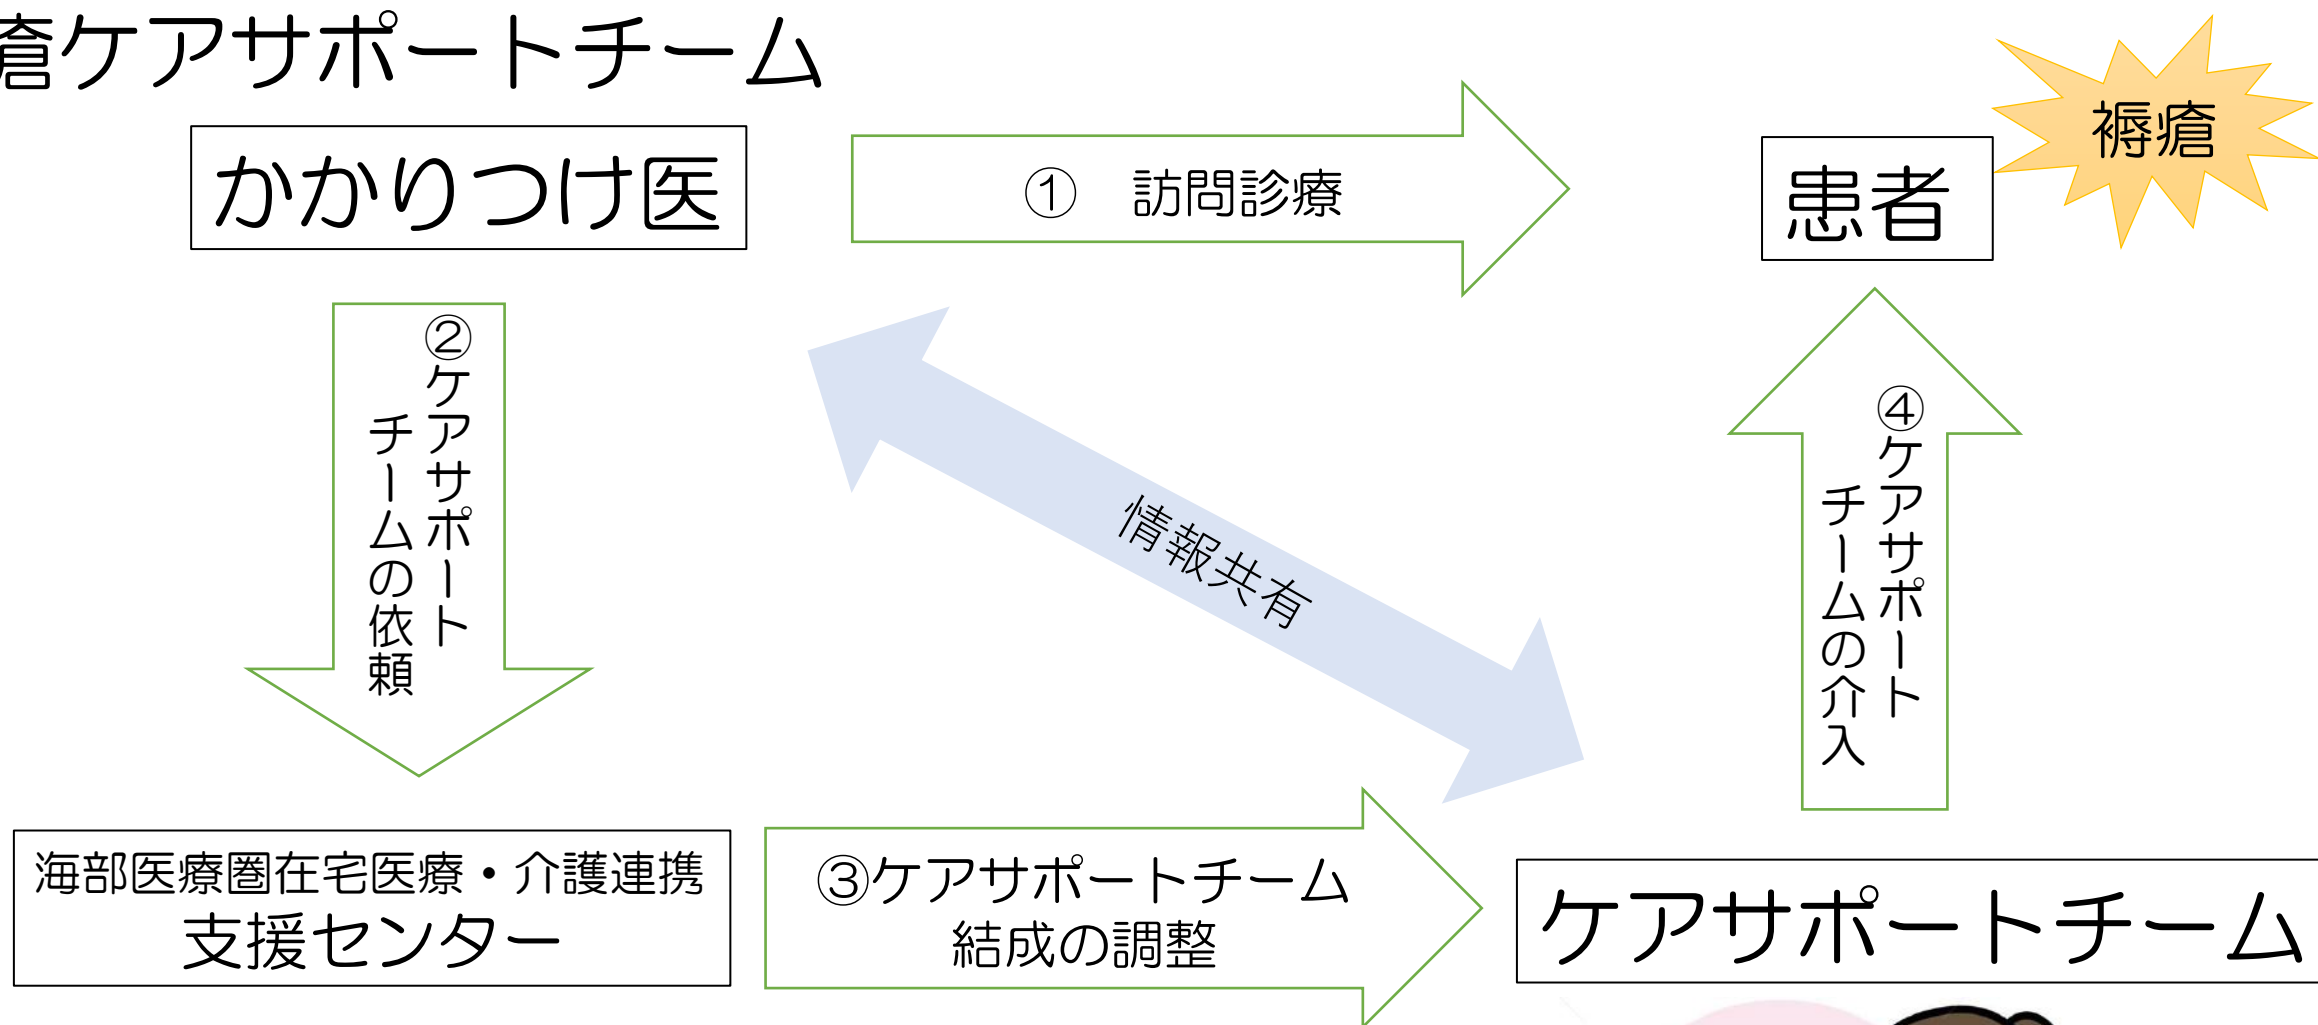 瘡ケアサポートチーム
かかりつけ医
① 訪問診療
患者
褥瘡
②ケアサポート
チームの依頼
情報共有
④ケアサポート
チームの介入
海部医療圏在宅医療・介護連携
支援センター
③ケアサポートチーム
結成の調整
ケアサポートチーム